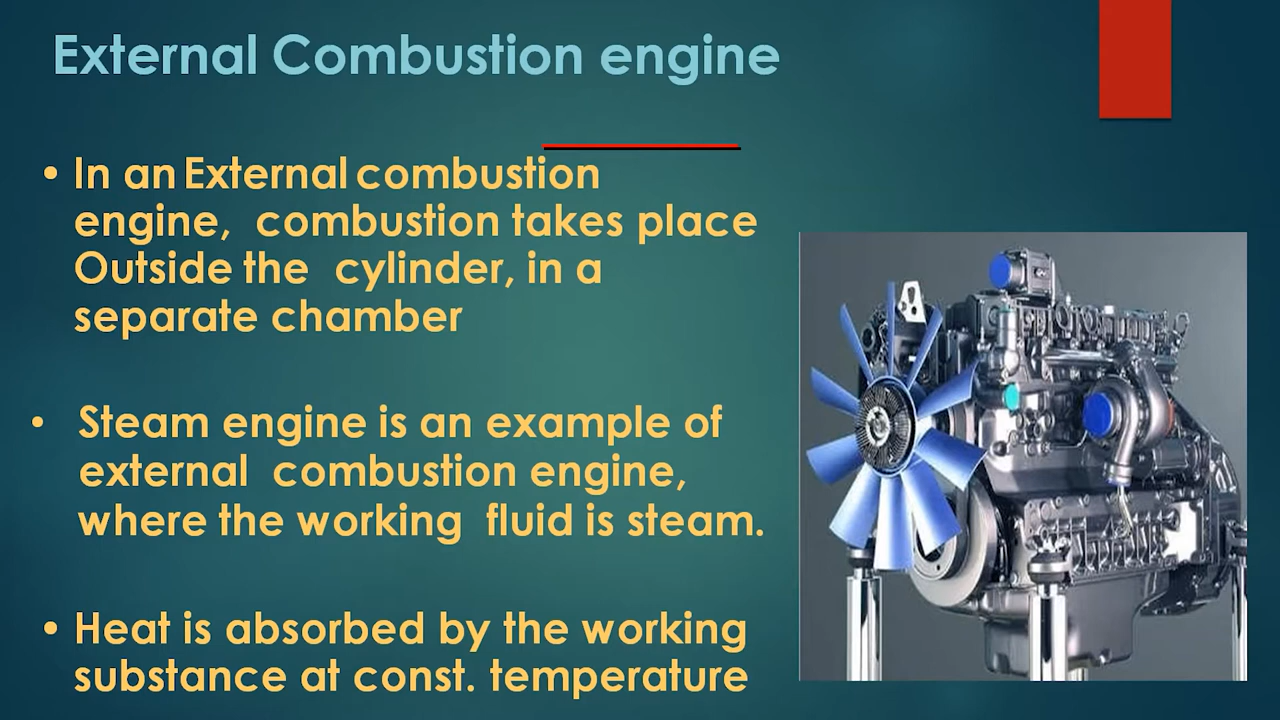 External Combustion engine
• In an External combustion
engine, combustion takes place
Outside the cylinder, in a
separate chamber
• Steam engine is an example of
external combustion engine,
where the working fluid is steam.
• Heat is absorbed by the working
substance at const. temperature